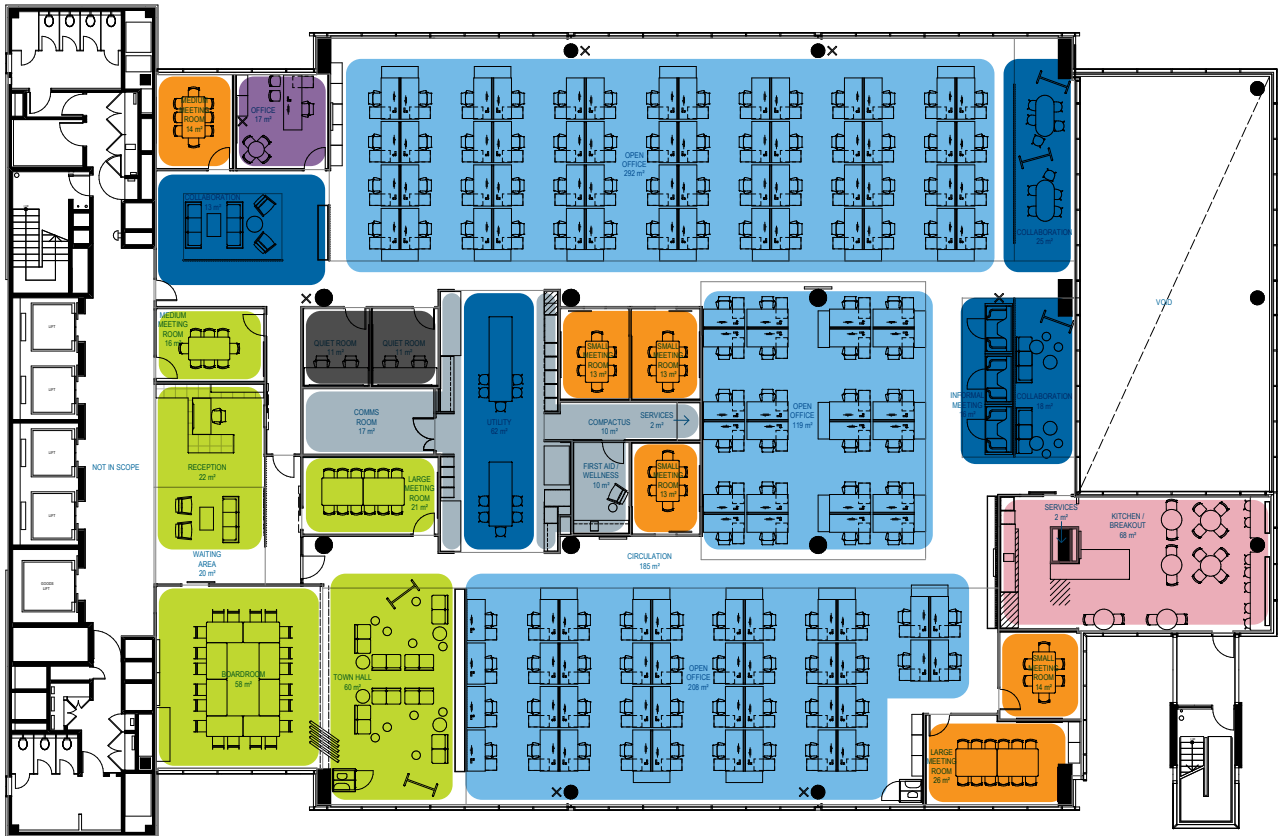 MEDIUM
MEETING
ROOM
14 m²
OFFICE
17 m²
OPEN
OFFICE
292 m²
COLLABORATION
13 m²
COLLABORATION
25 m²
MEDIUM
MEETING
ROOM
16 m²
QUIET ROOM
11 m²
QUIET ROOM
11 m²
SMALL
MEETING
ROOM
13 m²
SMALL
MEETING
ROOM
13 m²
VOID
LIFT
LIFT
LIFT
LIFT
GOODS
LIFT
NOT IN SCOPE
COMMS
ROOM
17 m²
UTILITY
COMPACTUS
10 m²
SERVICES
2 m²
OPEN
OFFICE
119 m²
INFORMAL
MEETING
COLLABORATION
18 m²
RECEPTION
22 m²
LARGE
MEETING
ROOM
21 m²
FIRST AID /
WELLNESS
10 m²
SMALL
MEETING
ROOM
13 m²
SERVICES
2 m²
KITCHEN /
BREAKOUT
68 m²
WAITING
AREA
20 m²
CIRCULATION
185 m²
BOARDROOM
58 m²
TOWN HALL
60 m²
OPEN
OFFICE
208 m²
SMALL
MEETING
ROOM
14 m²
LARGE
MEETING
ROOM
26 m²